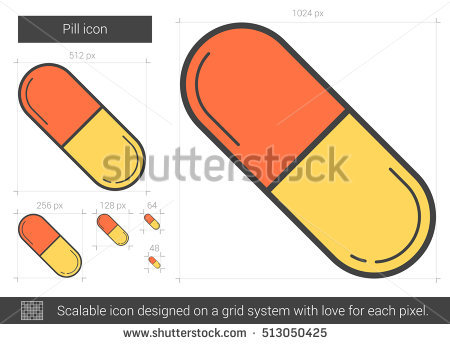 Pill icon
512 px
1024 px
256 px
128 px
64
48
shutterstock
Scalable icon designed on a grid system with love for each pixel.
www.shutterstock.com · 513050425